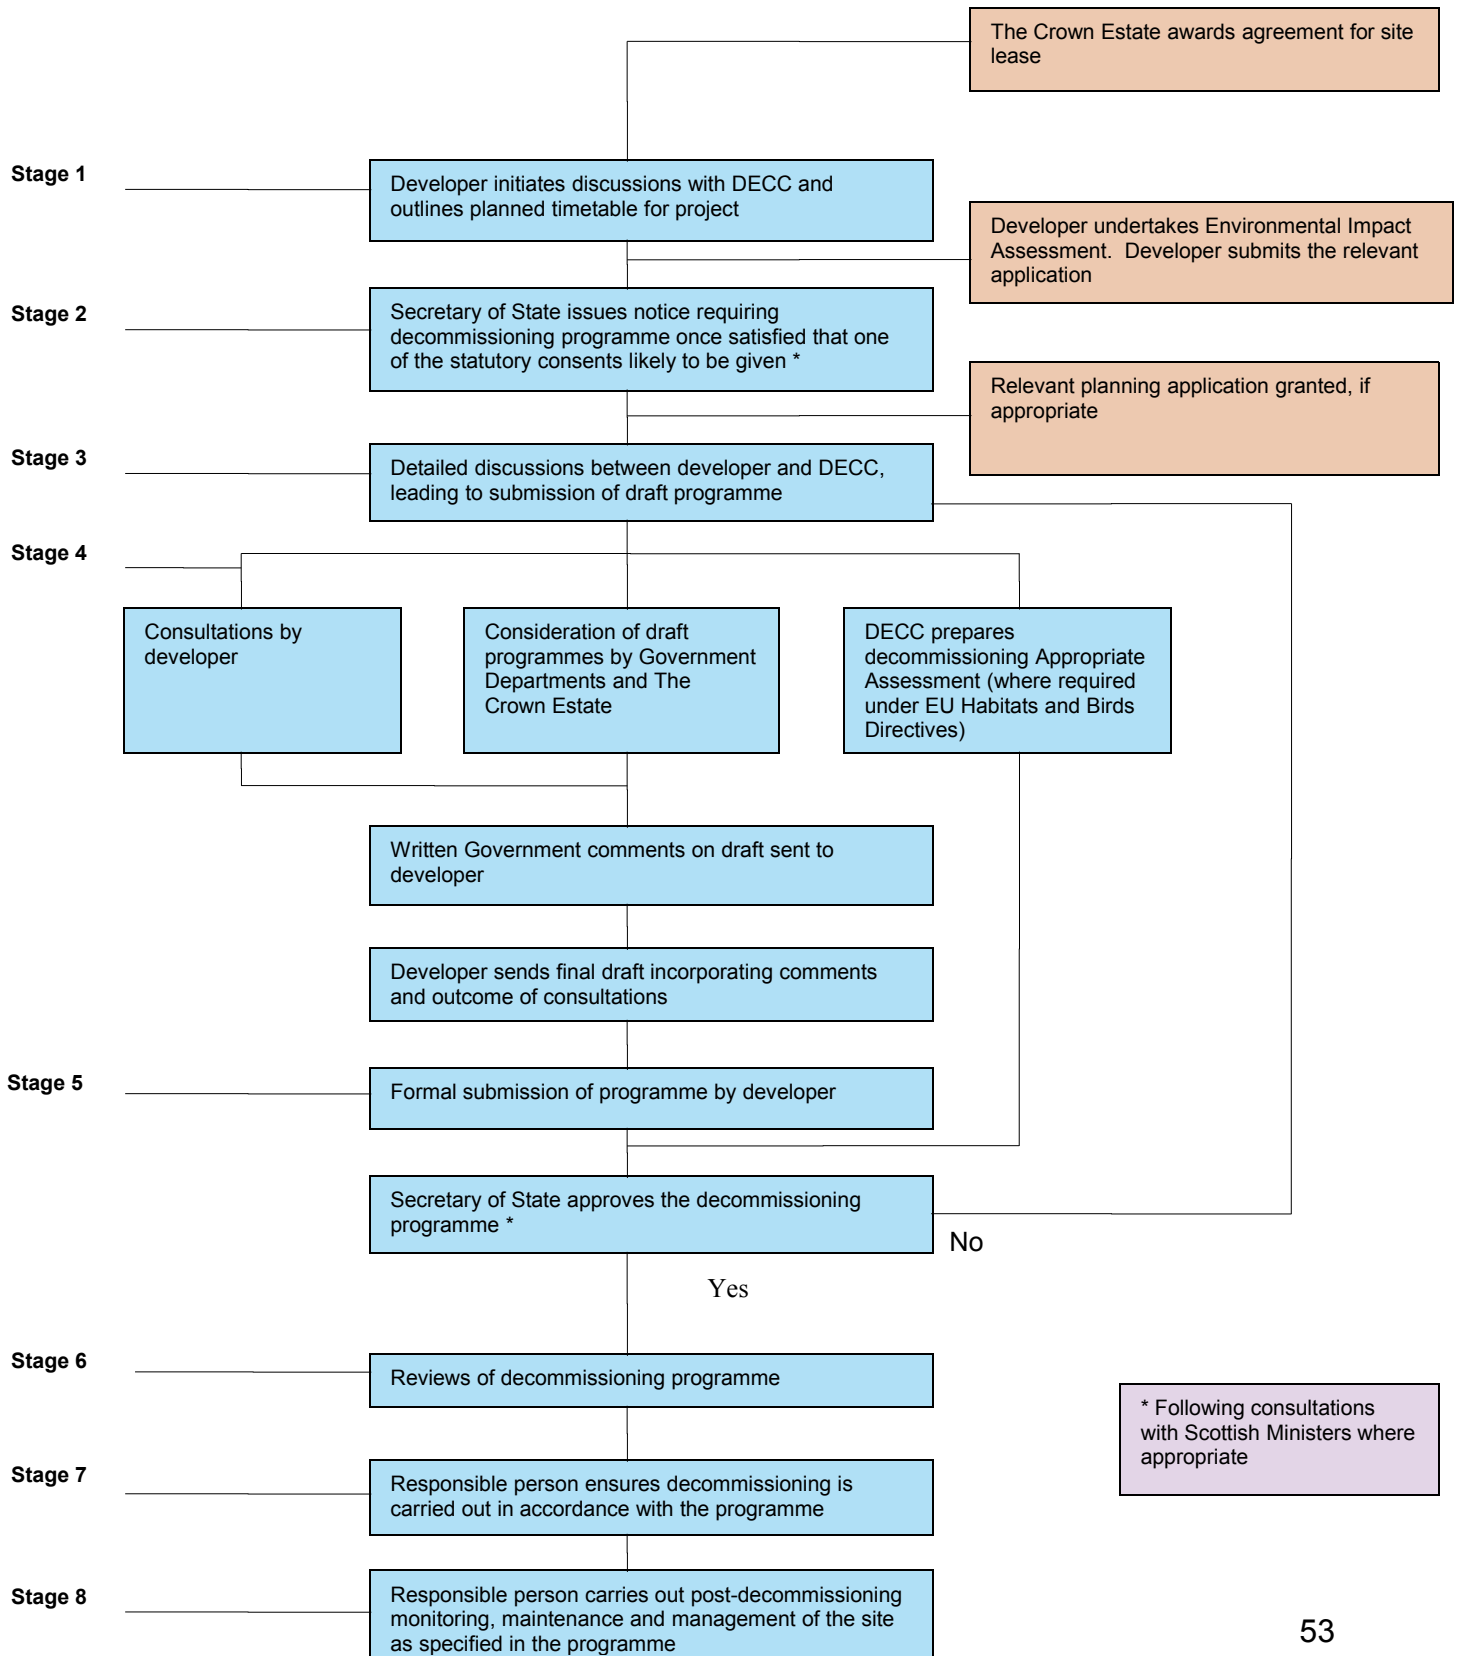 The Crown Estate awards agreement for site
lease
Stage 1
Developer initiates discussions with DECC and
outlines planned timetable for project
Developer undertakes Environmental Impact
Assessment.  Developer submits the relevant
application
Stage 2
Secretary of State issues notice requiring
decommissioning programme once satisfied that one
of the statutory consents likely to be given *
Relevant planning application granted, if
appropriate
Stage 3
Detailed discussions between developer and DECC,
leading to submission of draft programme
Stage 4
Consultations by
developer
Consideration of draft
programmes by Government
Departments and The
Crown Estate
DECC prepares
decommissioning Appropriate
Assessment (where required
under EU Habitats and Birds
Directives)
Written Government comments on draft sent to
developer
Developer sends final draft incorporating comments
and outcome of consultations
Stage 5
Formal submission of programme by developer
Secretary of State approves the decommissioning
programme *
No
Yes
Stage 6
Reviews of decommissioning programme
* Following consultations
with Scottish Ministers where
appropriate
Stage 7
Responsible person ensures decommissioning is
carried out in accordance with the programme
Stage 8
Responsible person carries out post-decommissioning
monitoring, maintenance and management of the site
as specified in the programme
53